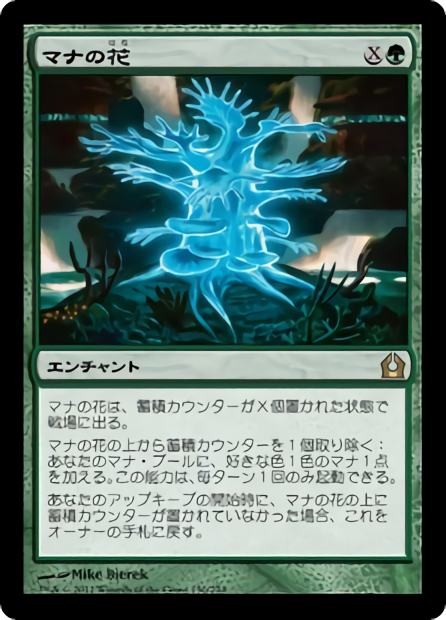 マナの花
はな
X
エンチャント
マナの花は、蓄積カウンターがX個置かれた状態で
戦場に出る。
マナの花の上から蓄積カウンターを1個取り除く:
あなたのマナ・プールに、好きな色1色のマナ1点
を加える。この能力は、毎ターン1回のみ起動できる。
あなたのアップキープの開始時に、マナの花の上に
蓄積カウンターが置かれていなかった場合、これを
オーナーの手札に戻す。
Mike Bierek